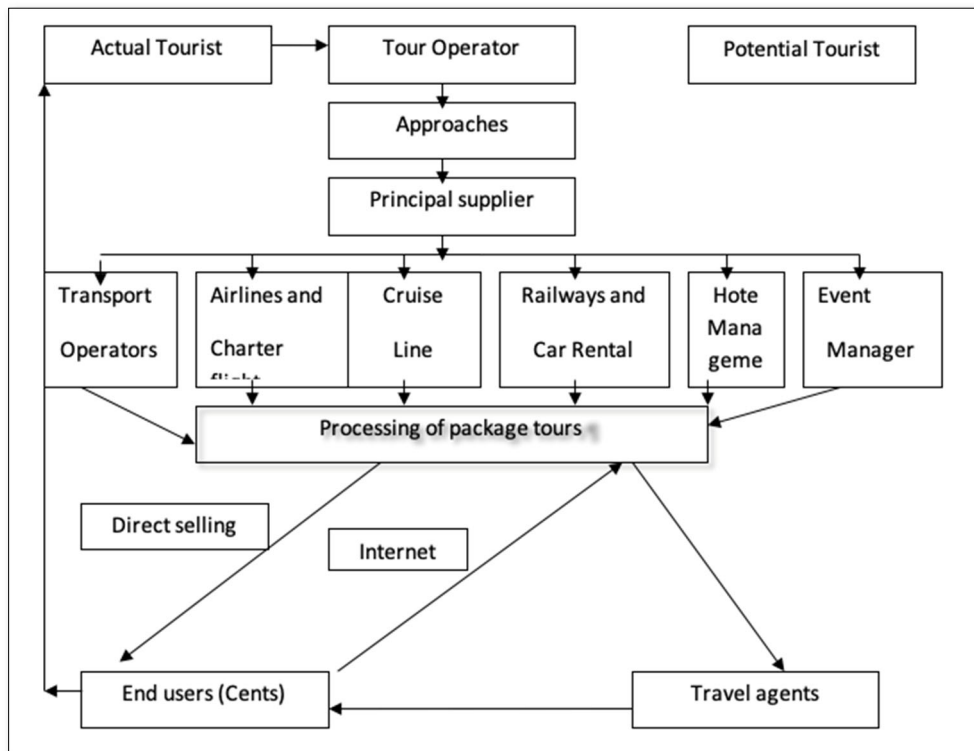 Actual Tourist
Tour Operator
Potential Tourist
Approaches
Principal supplier
Transport
Operators
Airlines and
Charter
flight
Cruise
Line
Railways and
Car Rental
Hote
Mana
geme
Event
Manager
Processing of package tours ¶
Direct selling
Internet
End users (Cents)
Travel agents